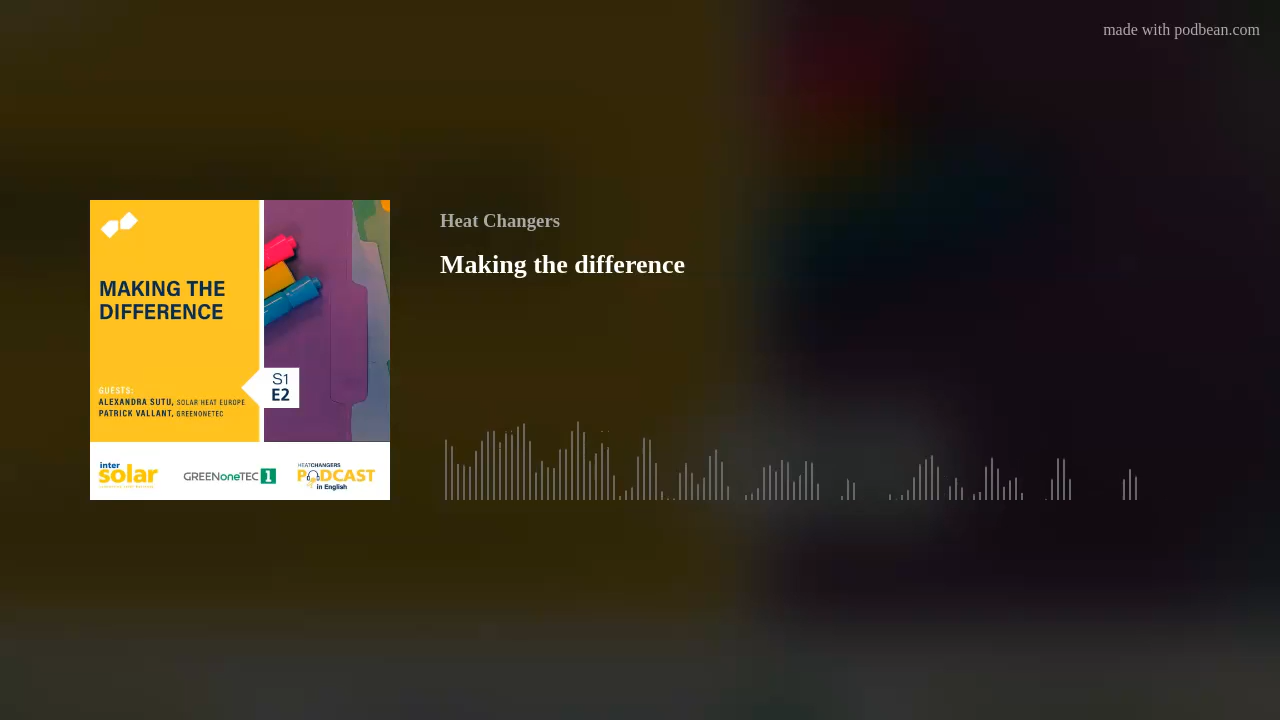 made with podbean.com
Heat Changers
Making the difference
MAKING THE
DIFFERENCE
S1
E2
GUESTS:
ALEXANDRA SUTU, SOLAR HEAT EUROPE
PATRICK VALLANT, GREENONETEC
inter
solar
GREENoneTEC 1
HEATCHANGERS
PODCAST
in English